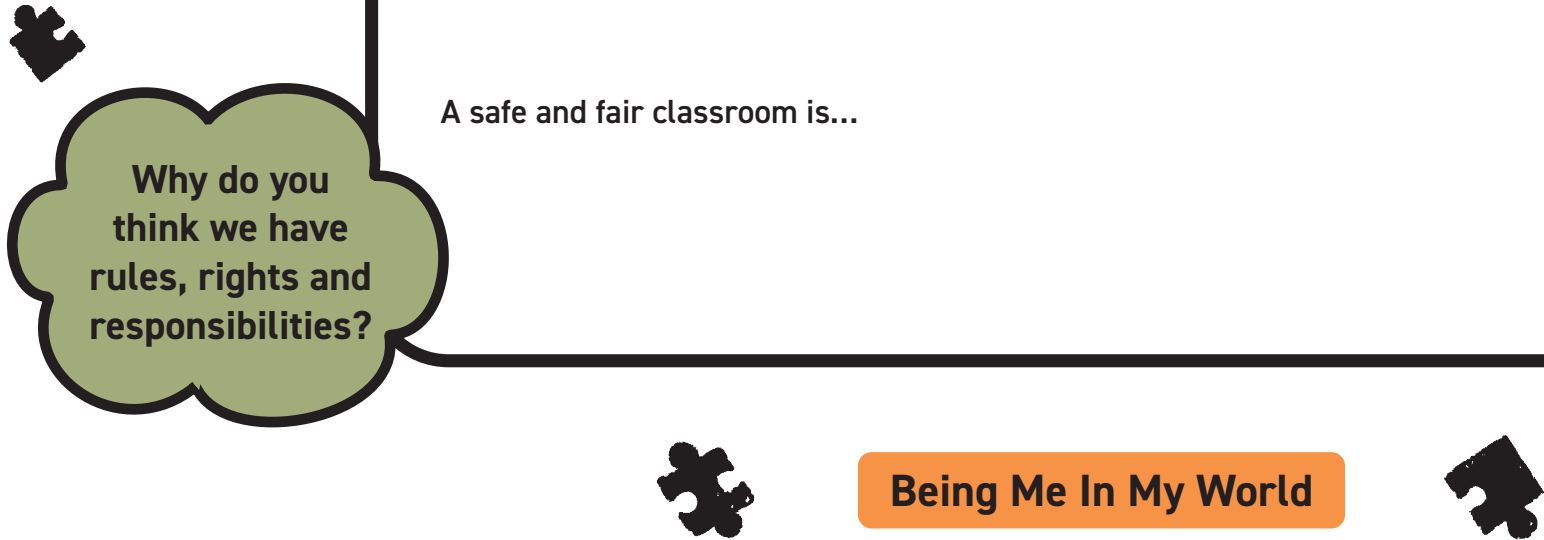 A safe and fair classroom is...
Why do you
think we have
rules, rights and
responsibilities?
Being Me In My World